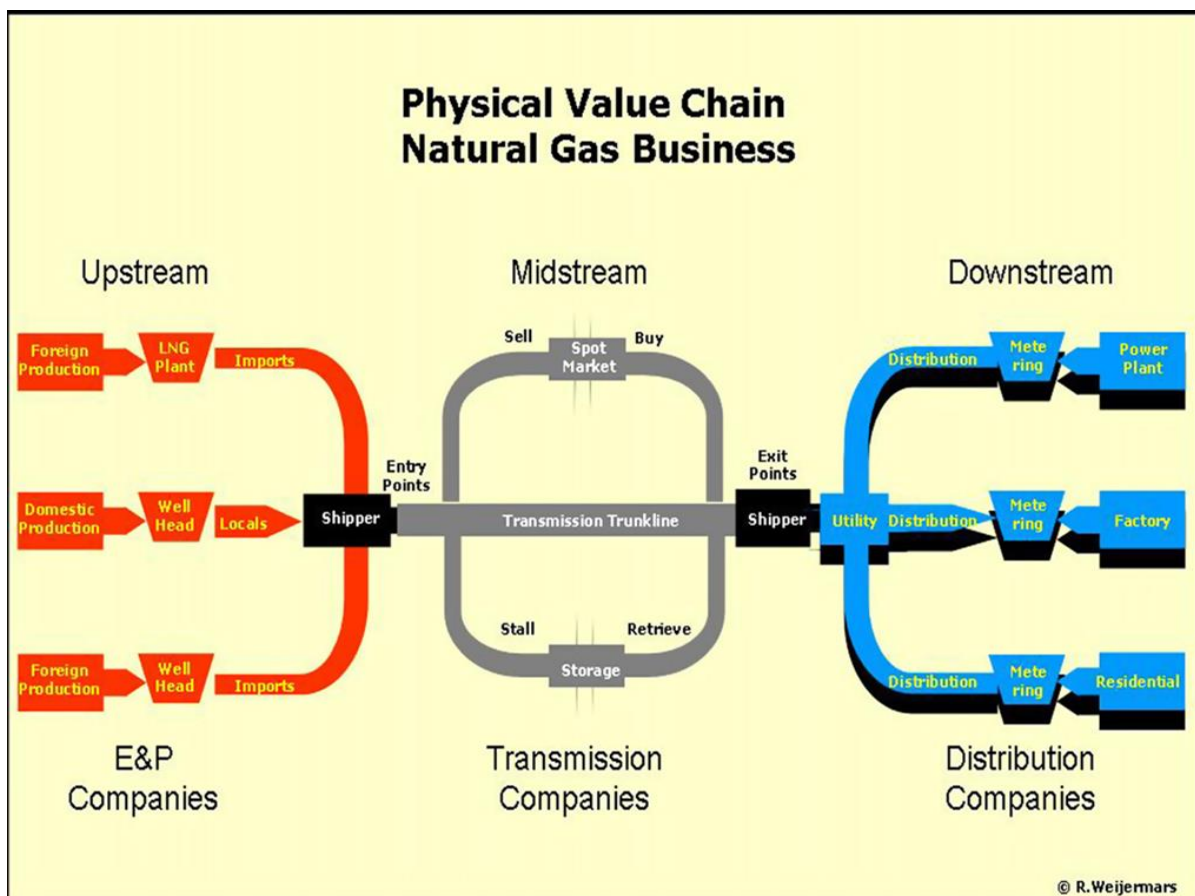 Physical Value Chain
Natural Gas Business
Upstream
Midstream
Downstream
Foreign
Production
LNG
Plant
Imports
Sell
Spot
Market
Buy
Distribution
Mete
ring
Power
Plant
Entry
Points
Exit
Points
Domestic
Production
Well
Head
Locals
Shipper
Transmission Trunkline
Shipper
Utility
Distribution
Mete
ring
Factory
Stall
Storage
Retrieve
Foreign
Production
Well
Head
Imports
Distribution
Mete
ring
Residential
E&P
Companies
Transmission
Companies
Distribution
Companies
© R.Weijermars